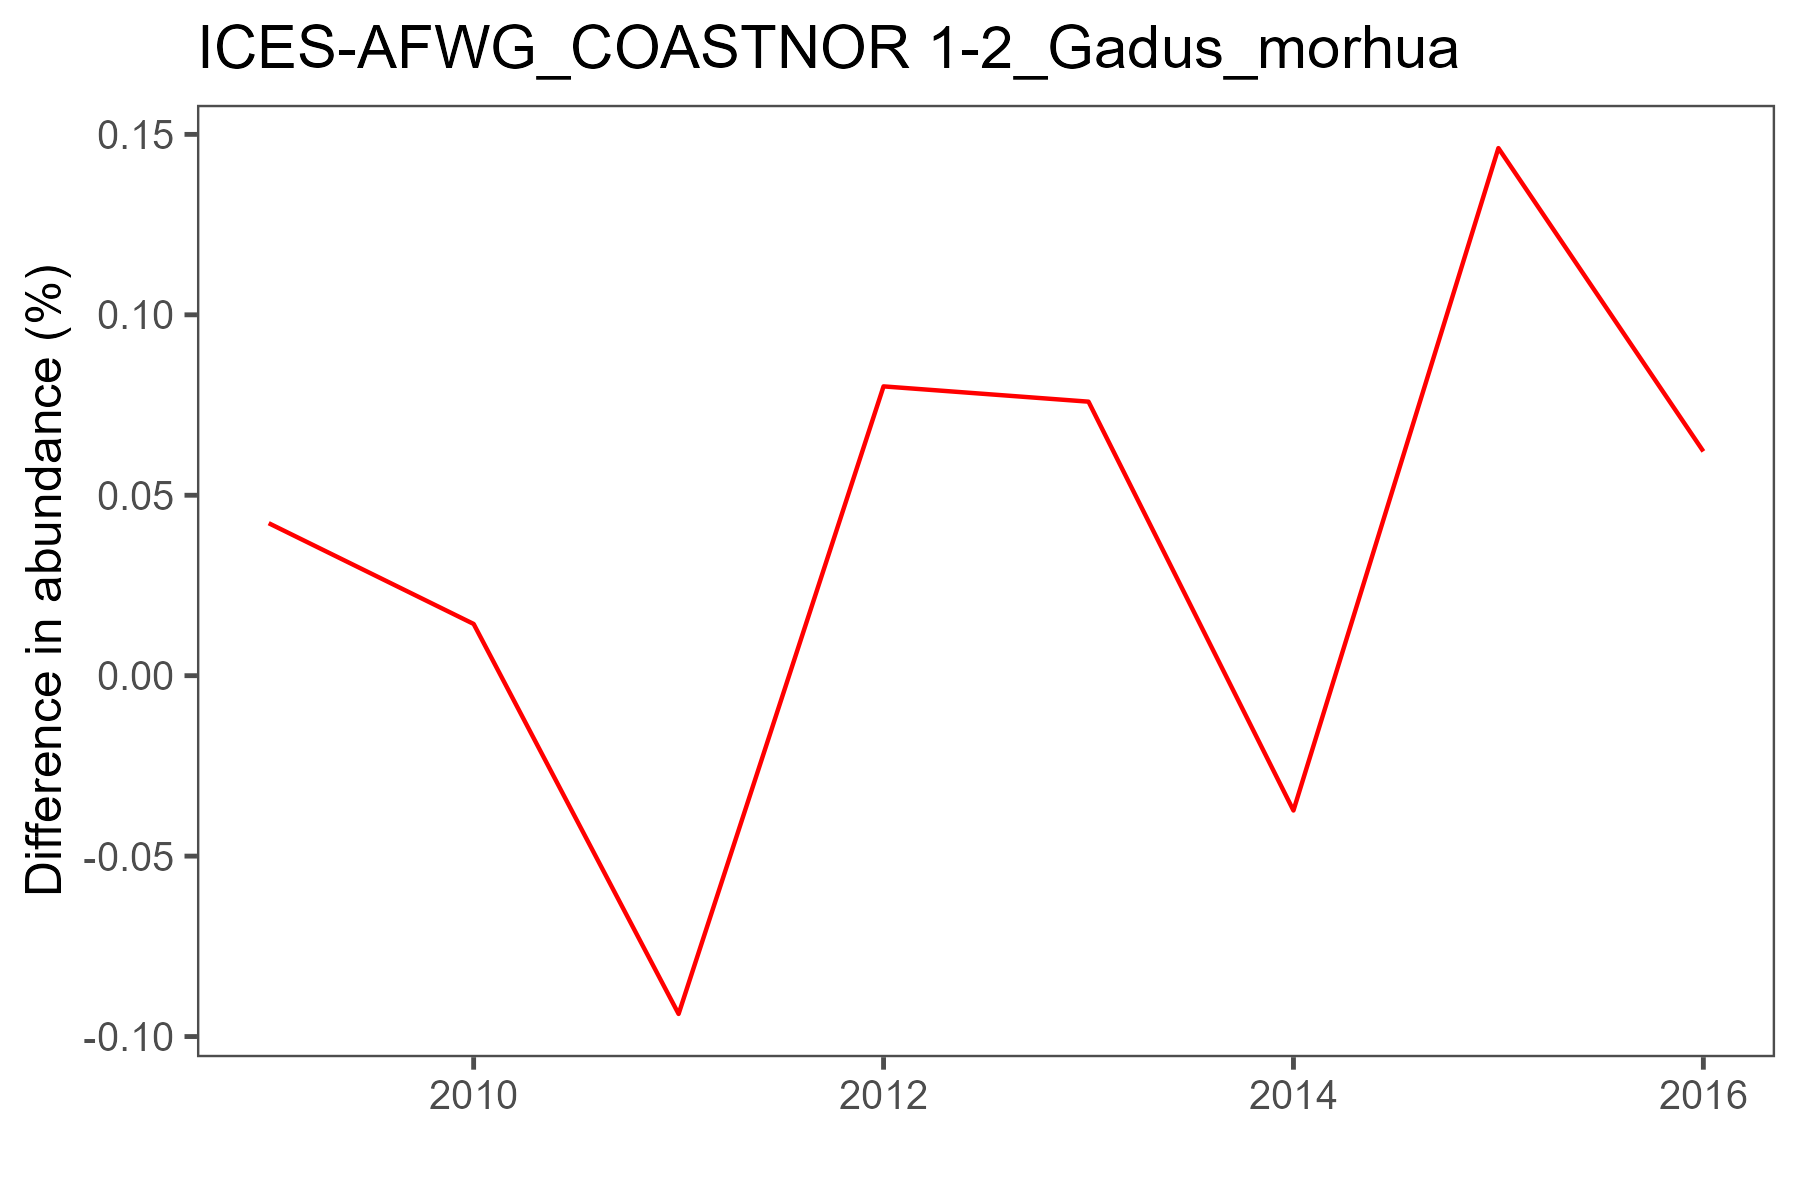 ICES-AFWG_COASTNOR 1-2_Gadus_morhua
Difference in abundance (%)
0.15
0.10
0.05
0.00
-0.05
-0.10
2010 2012 2014 2016